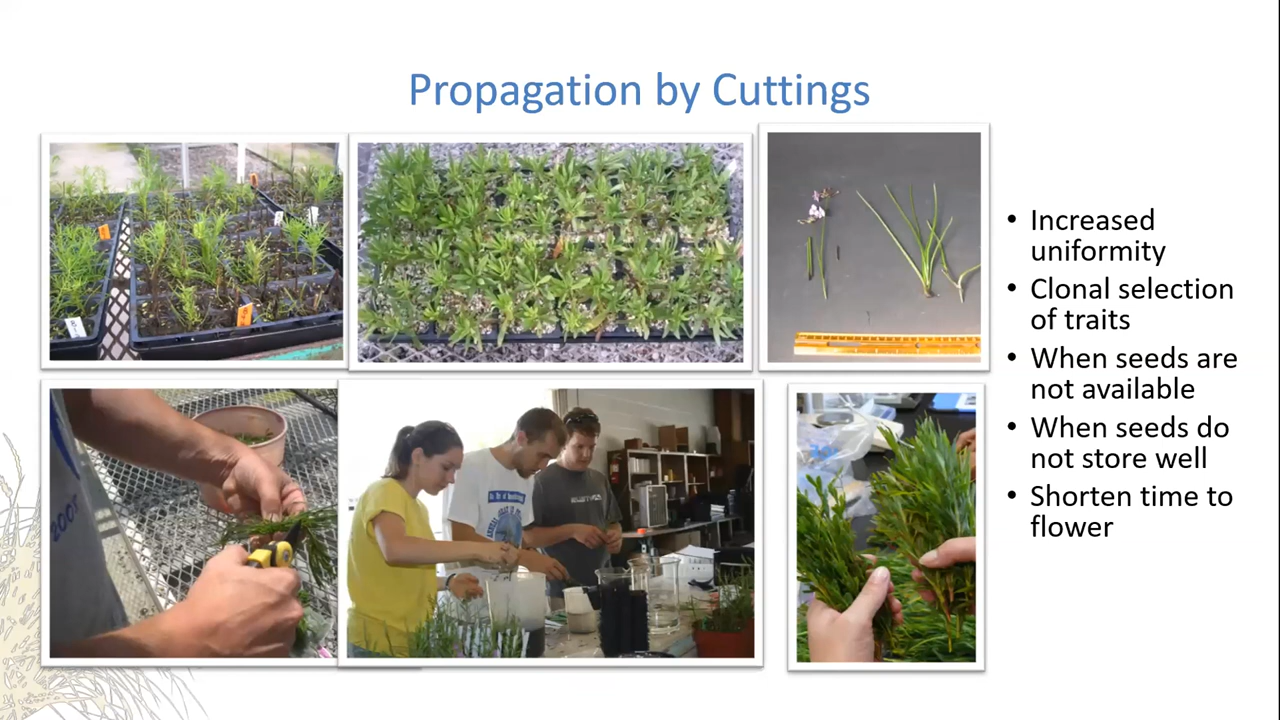 Propagation by Cuttings
• Increased
uniformity
• Clonal selection
of traits
• When seeds are
not available
• When seeds do
not store well
• Shorten time to
flower